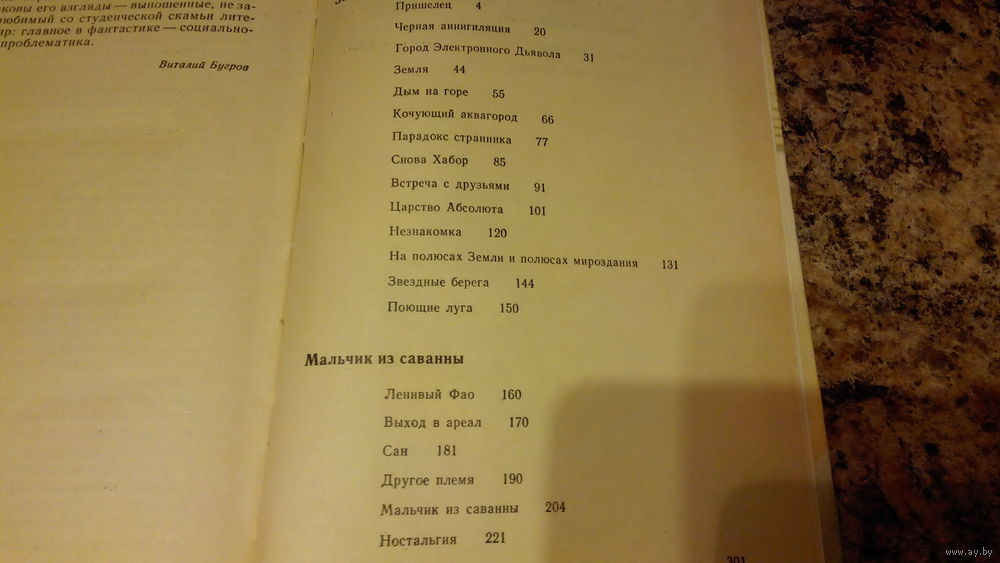 ковы его взгляды — выношенные, не за-
любимый со студенческой скамьи лите-
ир: главное в фантастике — социально-
проблематика.
Виталий Бугров
Пришелец 4
Черная аннигиляция 20
Город Электронного Дьявола 31
Земля 44
Дым на горе 55
Кочующий аквагород 66
Парадокс странника 77
Снова Хабор 85
Встреча с друзьями 91
Царство Абсолюта 101
Незнакомка 120
На полюсах Земли и полюсах мироздания 131
Звездные берега 144
Поющие луга 150
Мальчик из саванны
Ленивый Фао 160
Выход в ареал 170
Сан 181
Другое племя 190
Мальчик из саванны 204
Ностальгия 221
301
www.ay.by